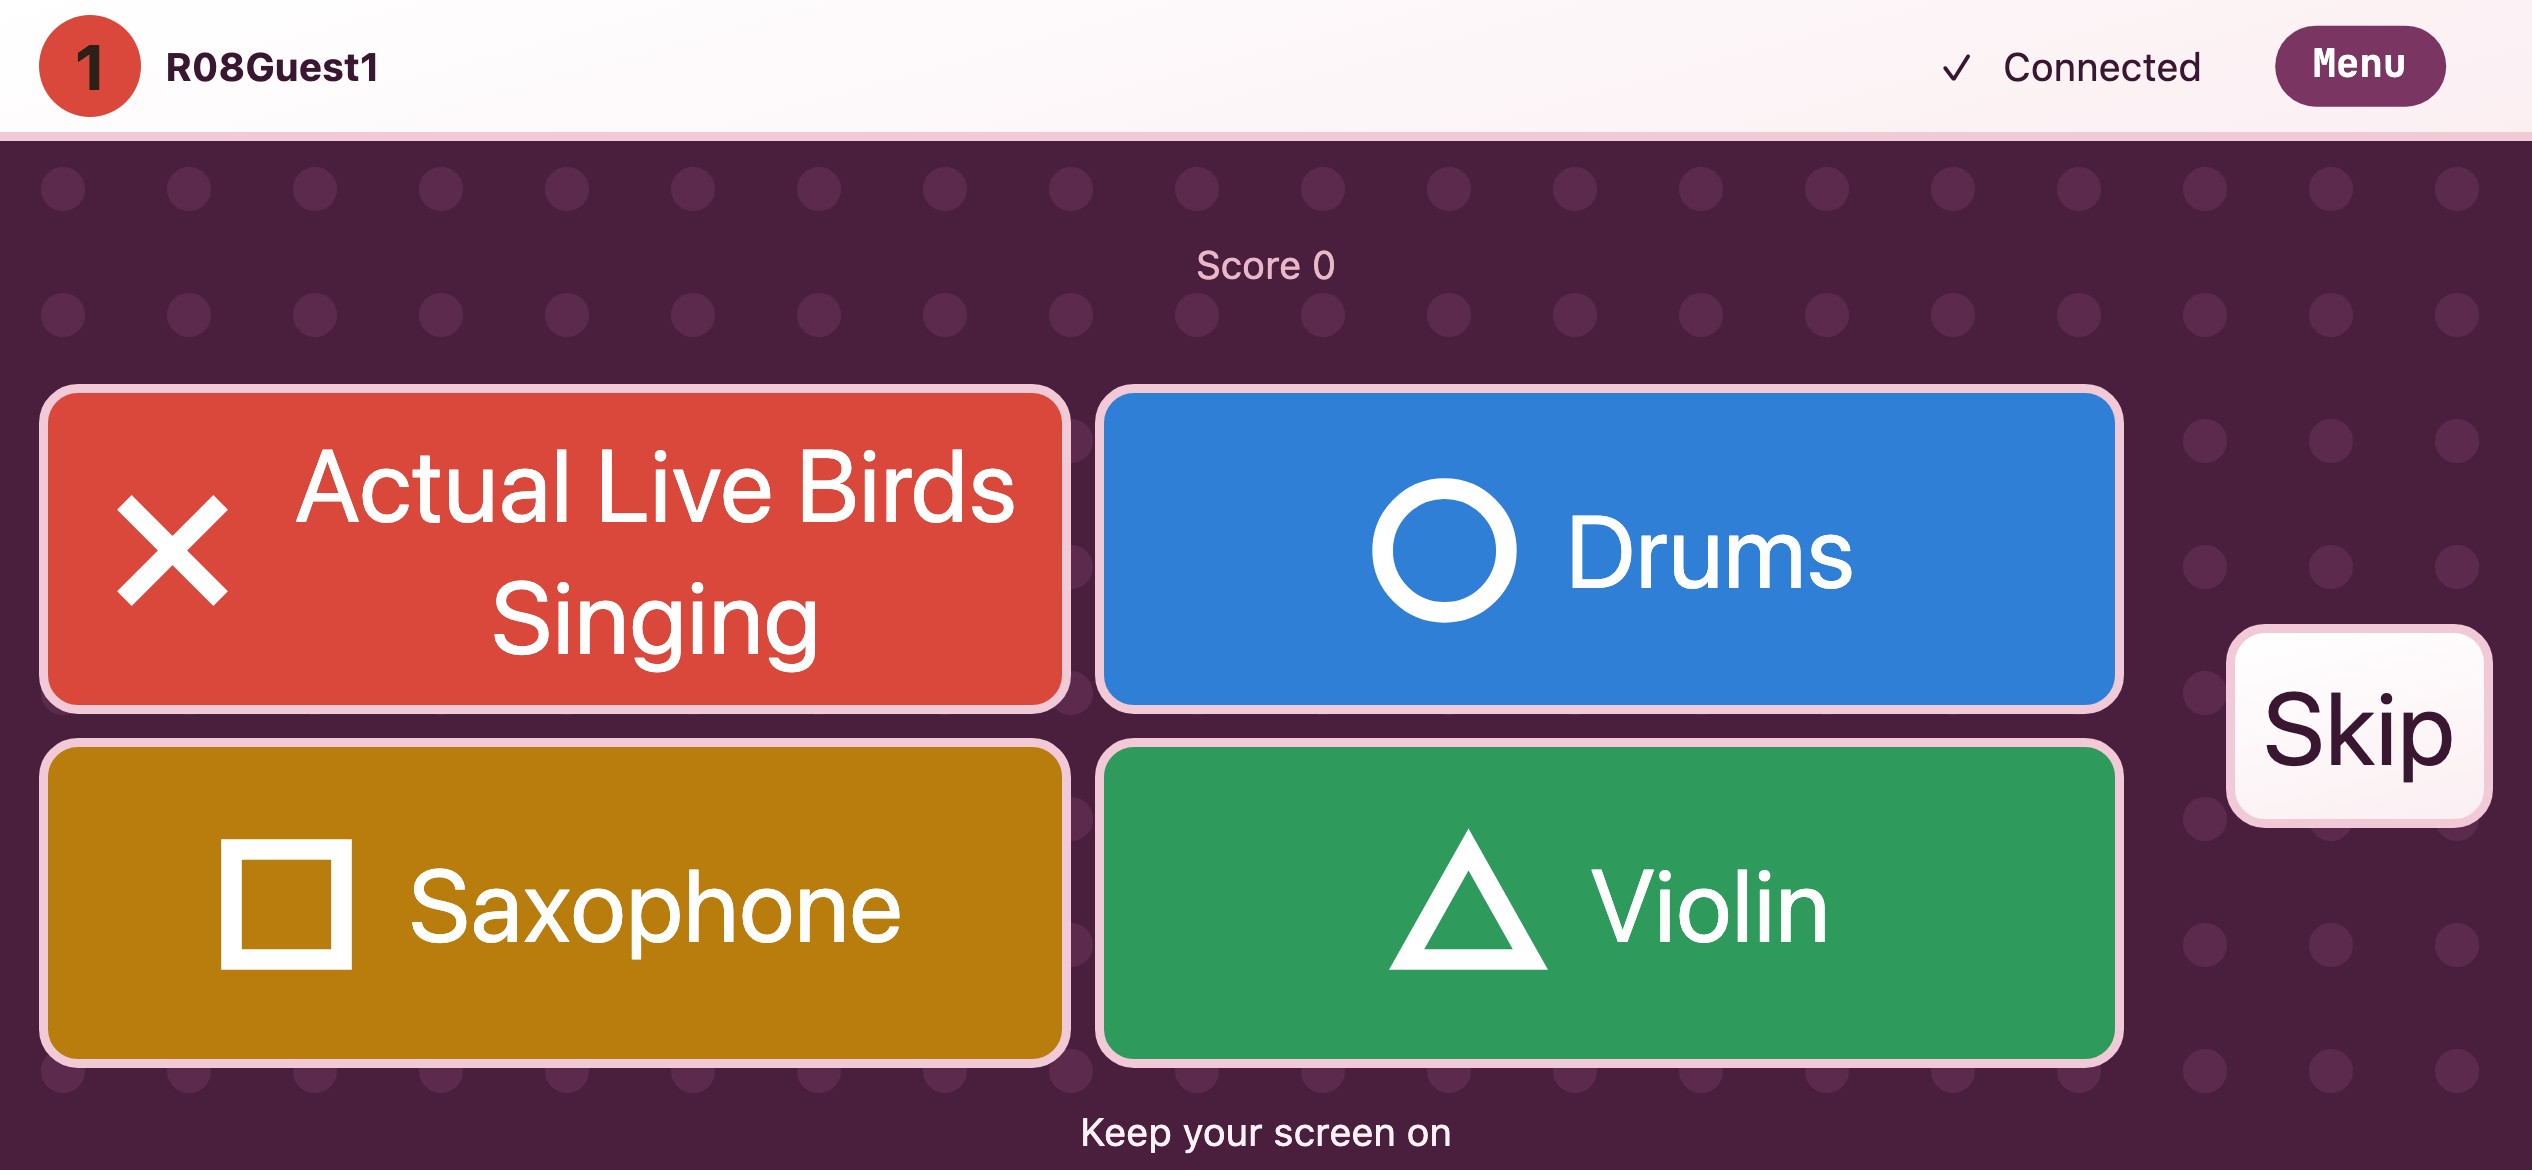 1
R08Guest1
✓ Connected
Menu
Score 0
Actual Live Birds
Singing
Drums
Saxophone
Violin
Skip
Keep your screen on